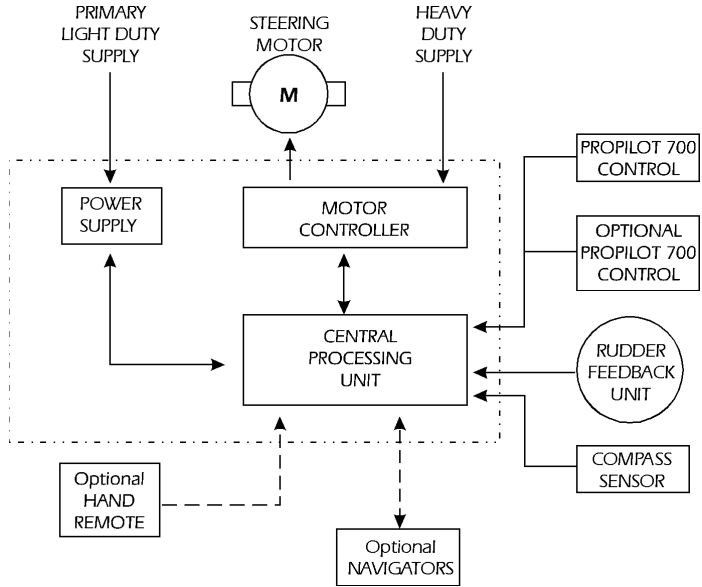 PRIMARY
LIGHT DUTY
SUPPLY
STEERING
MOTOR
HEAVY
DUTY
SUPPLY
M
PROPILOT 700
CONTROL
POWER
SUPPLY
MOTOR
CONTROLLER
OPTIONAL
PROPILOT 700
CONTROL
CENTRAL
PROCESSING
UNIT
RUDDER
FEEDBACK
UNIT
COMPASS
SENSOR
Optional
HAND
REMOTE
Optional
NAVIGATORS